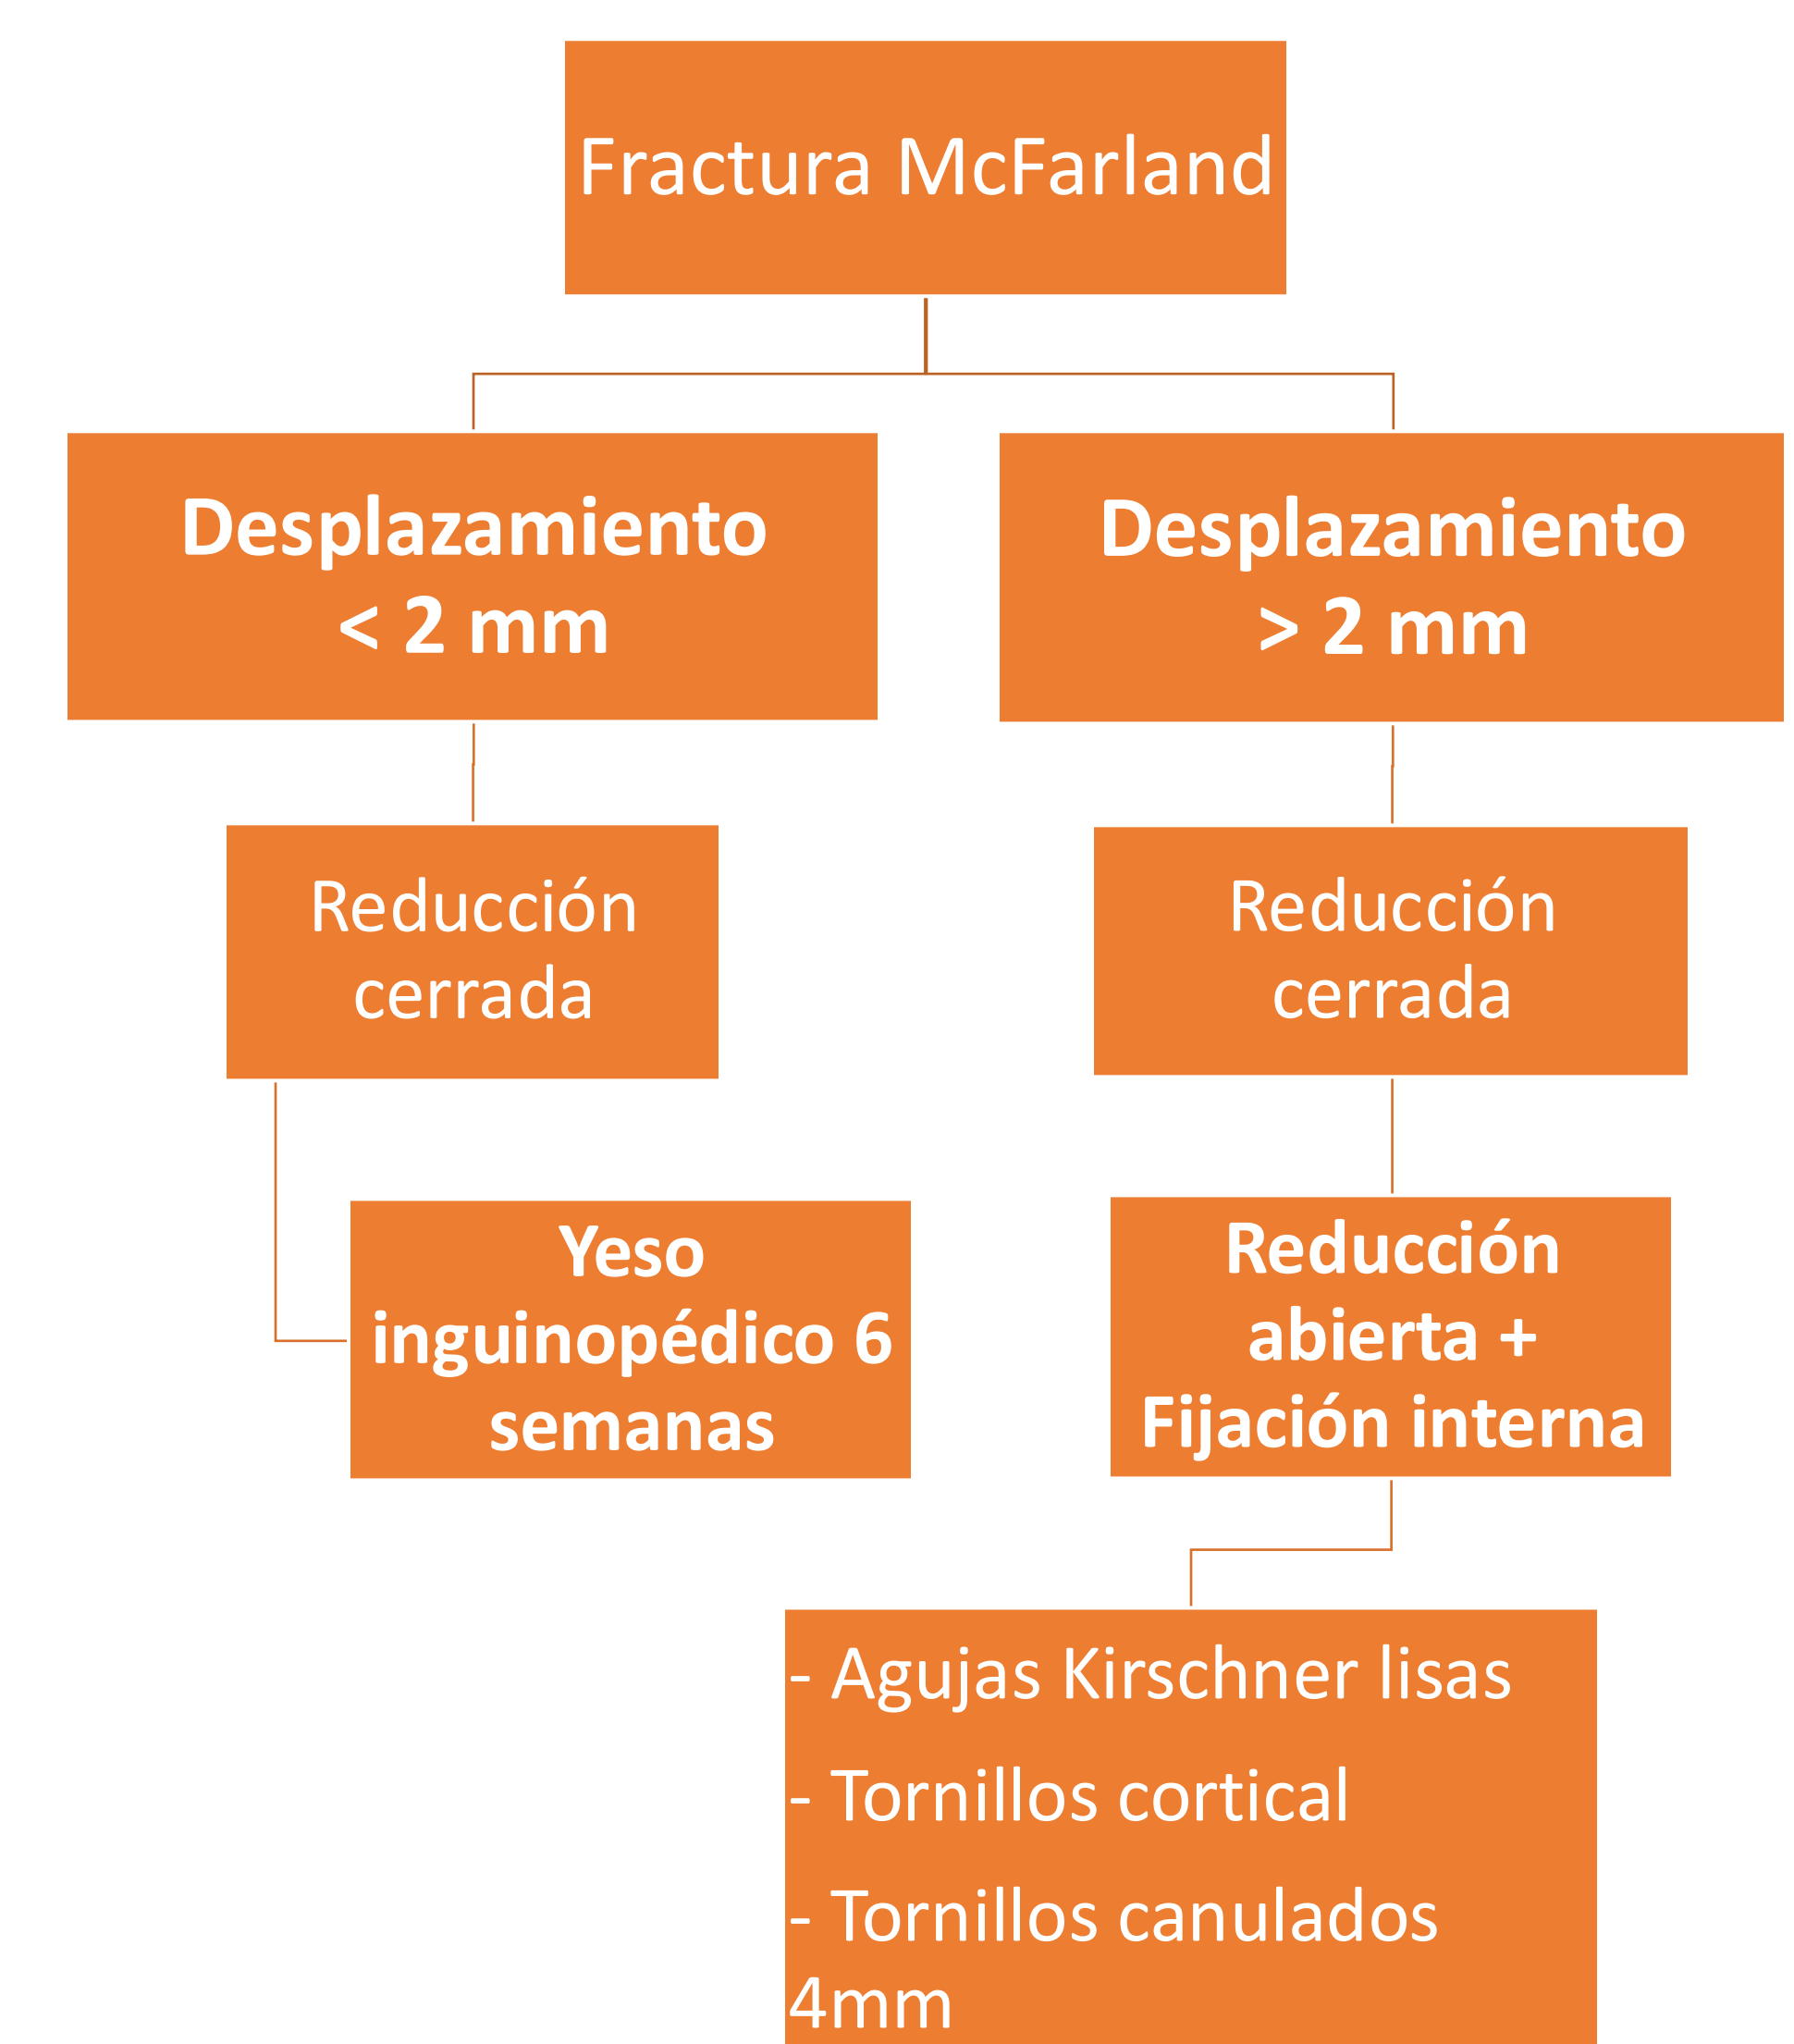 Fractura McFarland
Desplazamiento
< 2 mm
Desplazamiento
> 2 mm
Reducción
cerrada
Reducción
cerrada
Yeso
inguinopédico 6
semanas
Reducción
abierta +
Fijación interna
- Agujas Kirschner lisas
- Tornillos cortical
- Tornillos canulados
4mm